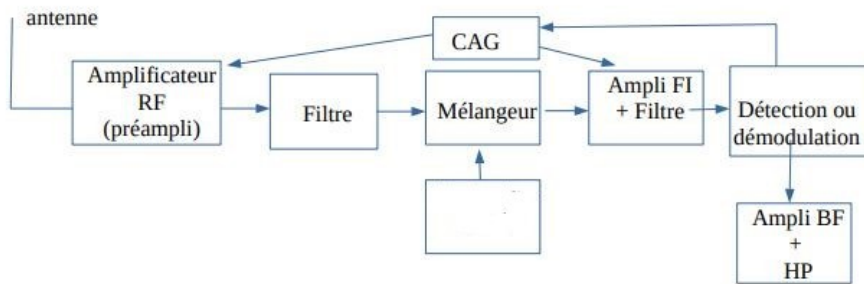 antenne
CAG
Amplificateur
RF
(préampli)
Filtre
Mélangeur
Ampli FI
+ Filtre
Détection ou
démodulation
Ampli BF
+
HP